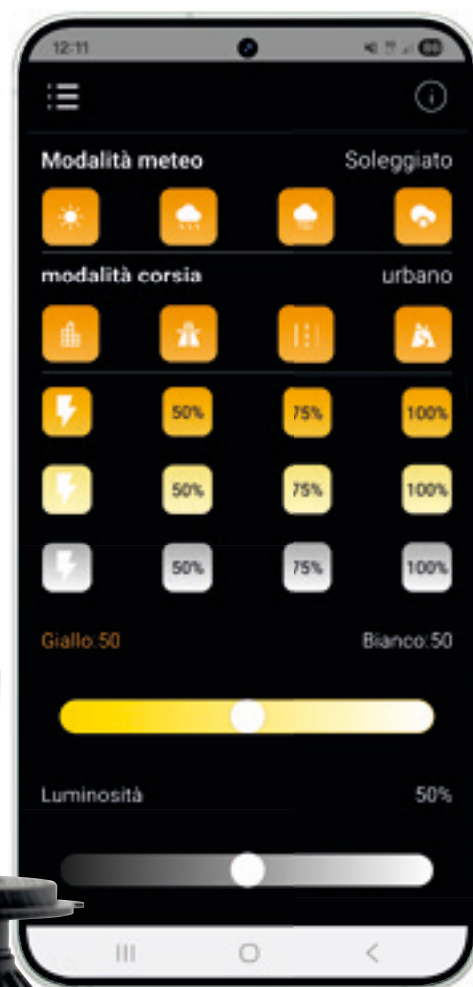 12:11
Modalità meteo Soleggiato
modalità corsia urbano
50% 75% 100%
50% 75% 100%
50% 75% 100%
Giallo:50 Bianco:50
Luminosità 50%